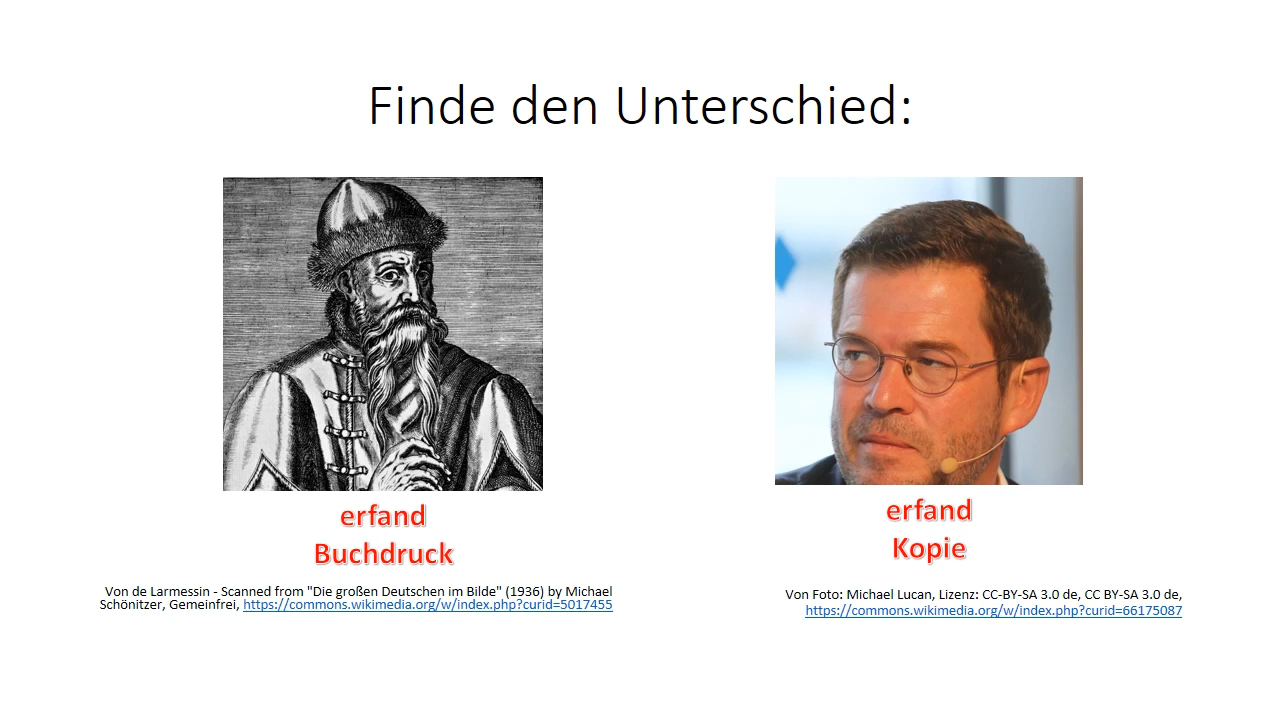 Finde den Unterschied:
erfand
Buchdruck
Von de Larmessin - Scanned from "Die großen Deutschen im Bilde" (1936) by Michael
Schönitzer, Gemeinfrei, https://commons.wikimedia.org/w/index.php?curid=5017455
erfand
Kopie
Von Foto: Michael Lucan, Lizenz: CC-BY-SA 3.0 de, CC BY-SA 3.0 de,
https://commons.wikimedia.org/w/index.php?curid=66175087